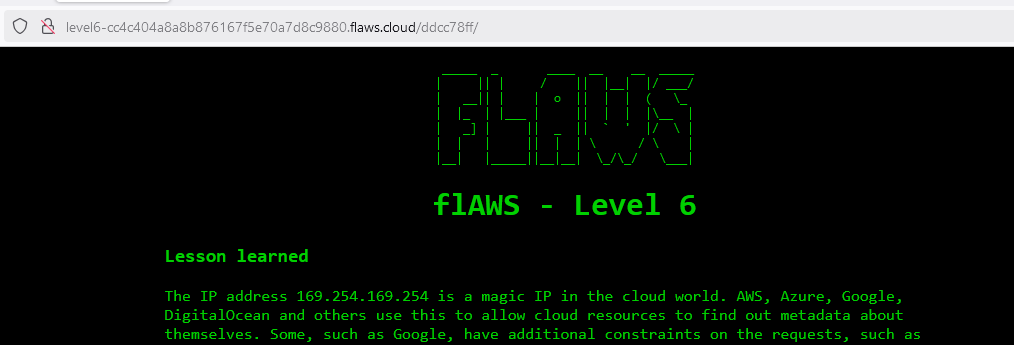 level6-cc4c404a8a8b876167f5e70a7d8c9880.flaws.cloud/ddcc78ff/
FLAWS
flAWS - Level 6
Lesson learned
The IP address 169.254.169.254 is a magic IP in the cloud world. AWS, Azure, Google,
DigitalOcean and others use this to allow cloud resources to find out metadata about
themselves. Some, such as Google, have additional constraints on the requests, such as